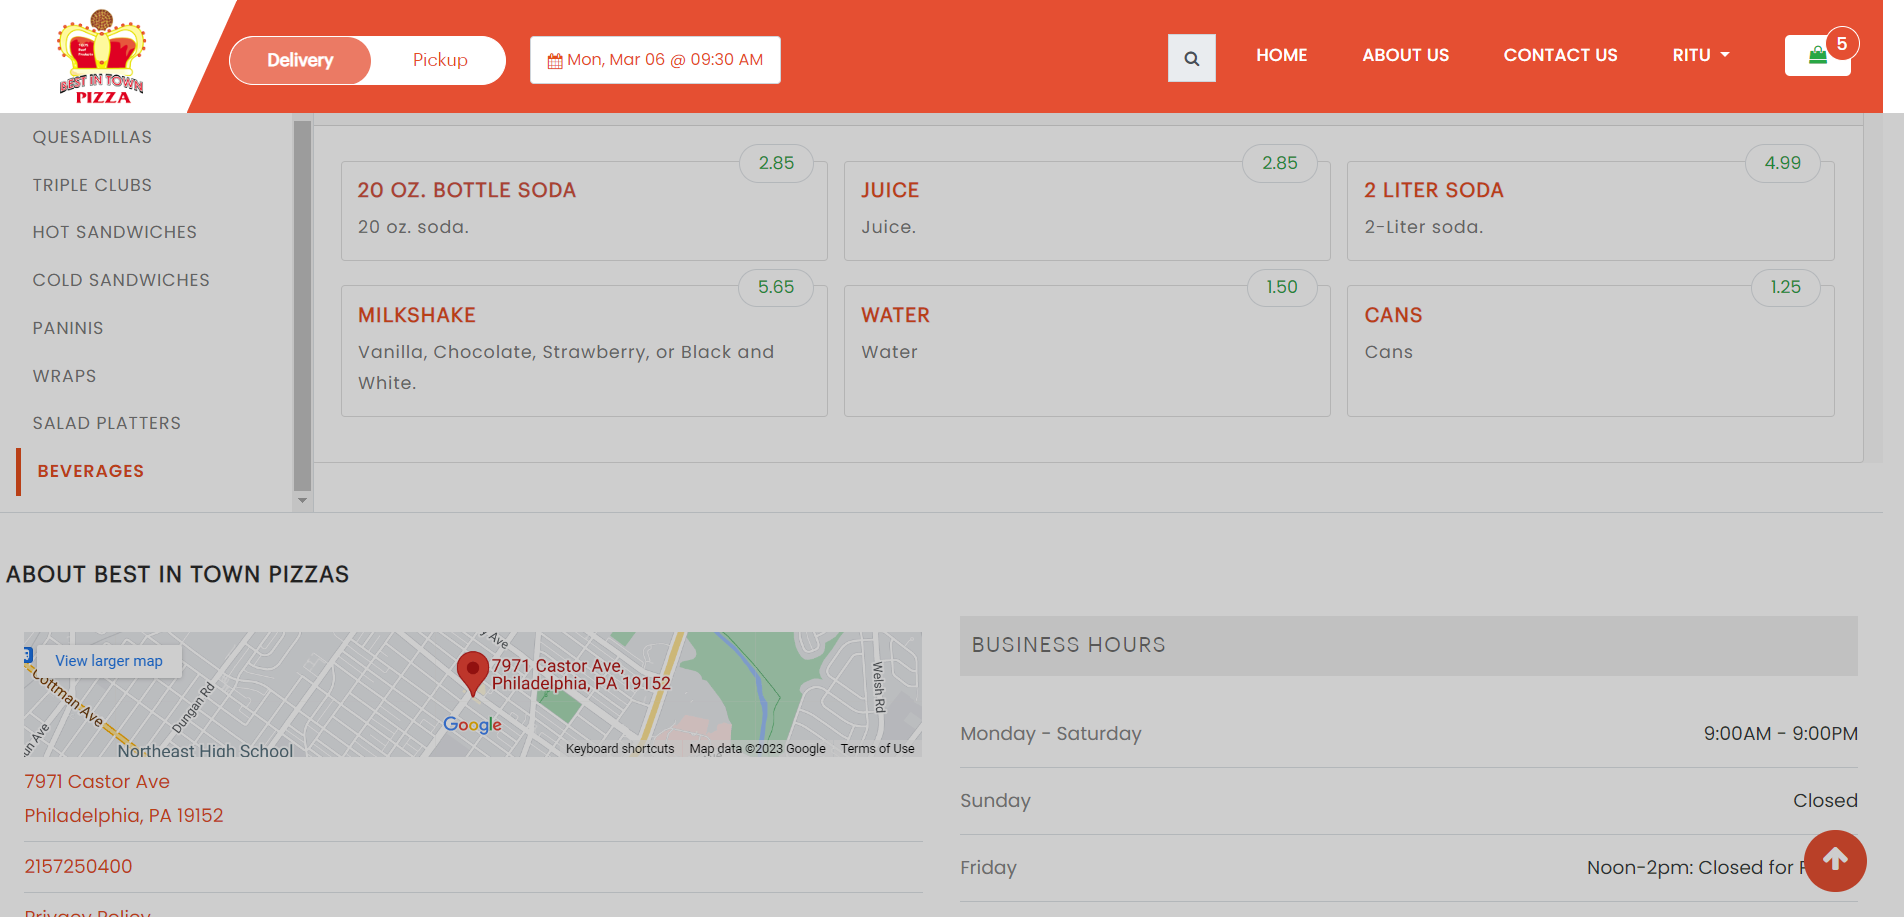 BEST IN TOWN
PIZZA
Delivery
Pickup
Mon, Mar 06 @ 09:30 AM
HOME
ABOUT US
CONTACT US
RITU
5
QUESADILLAS
TRIPLE CLUBS
HOT SANDWICHES
COLD SANDWICHES
PANINIS
WRAPS
SALAD PLATTERS
BEVERAGES
2.85
20 OZ. BOTTLE SODA
20 oz. soda.
2.85
JUICE
Juice.
4.99
2 LITER SODA
2-Liter soda.
5.65
MILKSHAKE
Vanilla, Chocolate, Strawberry, or Black and
White.
1.50
WATER
Water
1.25
CANS
Cans
ABOUT BEST IN TOWN PIZZAS
View larger map
7971 Castor Ave,
Philadelphia, PA 19152
Cottman Ave
Dungan Rd
Welsh Rd
Northeast High School
Google
Keyboard shortcuts
Map data ©2023 Google
Terms of Use
7971 Castor Ave
Philadelphia, PA 19152
2157250400
Privacy Policy
BUSINESS HOURS
Monday - Saturday
9:00AM - 9:00PM
Sunday
Closed
Friday
Noon-2pm: Closed for